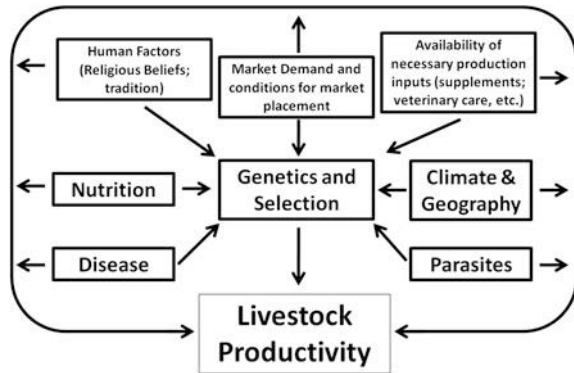 Human Factors
(Religious Beliefs;
tradition)
Market Demand and
conditions for market
placement
Availability of
necessary production
inputs (supplements;
veterinary care, etc.)
Nutrition
Genetics and
Selection
Climate &
Geography
Disease
Parasites
Livestock
Productivity